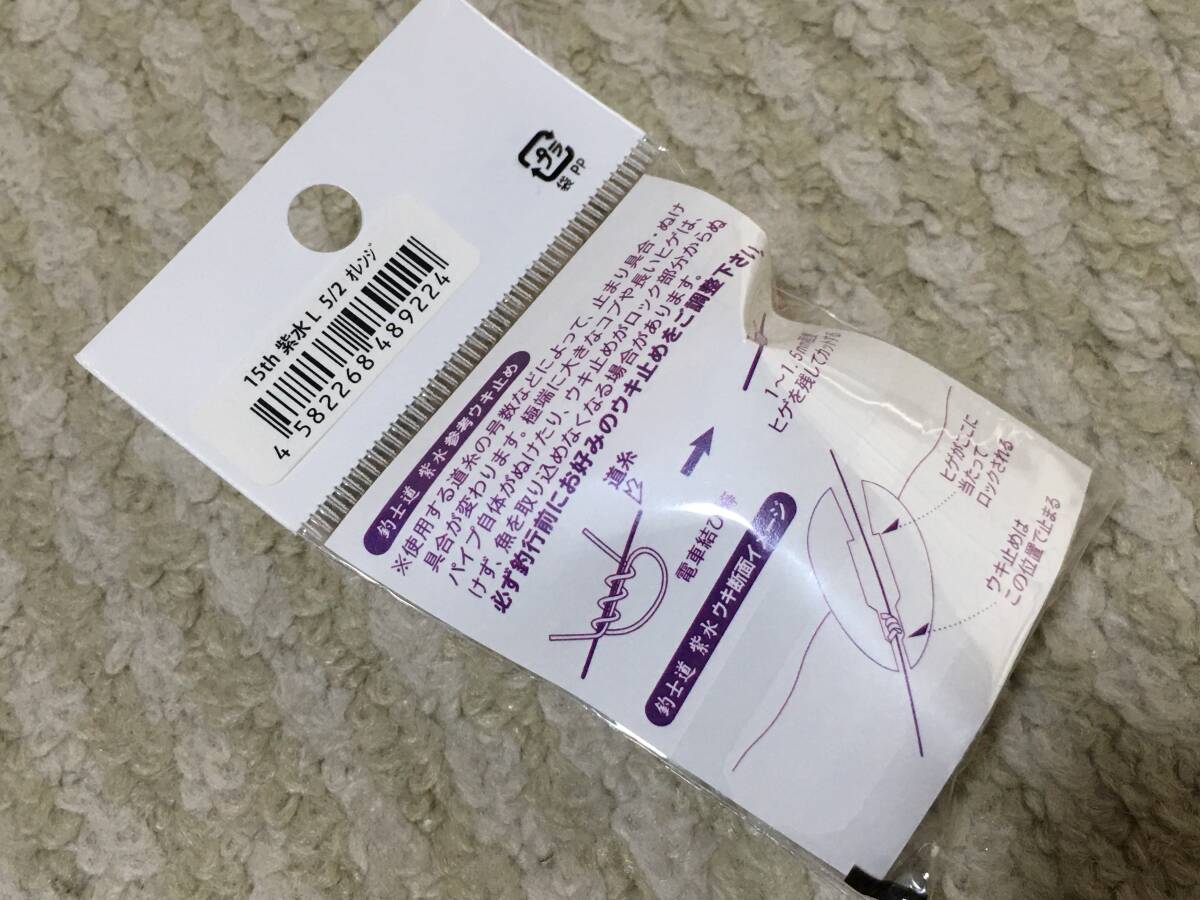 プラ
袋 PP
15th 紫水 L 5/2 オレンジ
4 582268 489224
釣士道 紫水 参考ウキ止め
※使用する道糸の号数などによって、止まり具合・ぬけ
具合が変わります。極端に大きなコブや長いヒゲは、
パイプ自体がぬけたり、ウキ止めがロック部分からぬ
けず、魚を取り込めなくなる場合があります。
必ず釣行前にお好みのウキ止めをご調整下さい
道糸
電車結び
1〜1.5mm程度
ヒゲを残してカットする
釣士道 紫水 ウキ断面イメージ
ヒゲがここに
当たって
ロックされる
ウキ止めは
この位置で止まる